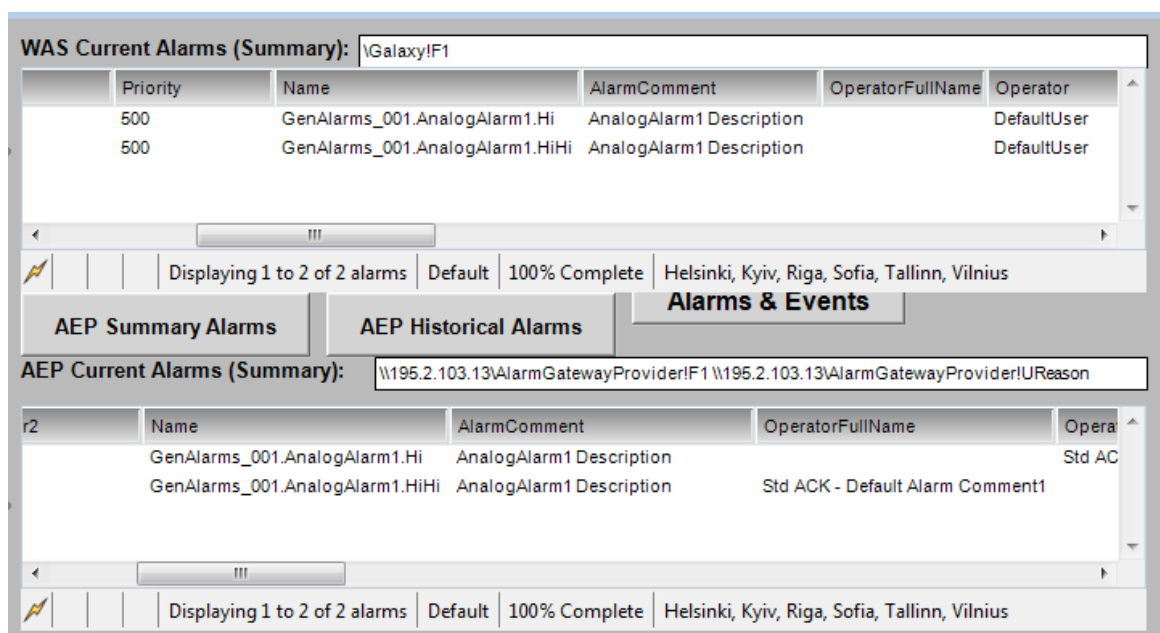 WAS Current Alarms (Summary): \Galaxy!F1
Priority Name AlarmComment OperatorFullName Operator
500 GenAlarms_001.AnalogAlarm1.Hi AnalogAlarm1 Description DefaultUser
500 GenAlarms_001.AnalogAlarm1.HiHi AnalogAlarm1 Description DefaultUser
Displaying 1 to 2 of 2 alarms Default 100% Complete Helsinki, Kyiv, Riga, Sofia, Tallinn, Vilnius
Alarms & Events
AEP Summary Alarms AEP Historical Alarms
AEP Current Alarms (Summary): \\195.2.103.13\AlarmGatewayProvider!F1 \\195.2.103.13\AlarmGatewayProvider!UReason
r2 Name AlarmComment OperatorFullName Opera
GenAlarms_001.AnalogAlarm1.Hi AnalogAlarm1 Description Std AC
GenAlarms_001.AnalogAlarm1.HiHi AnalogAlarm1 Description Std ACK - Default Alarm Comment1
Displaying 1 to 2 of 2 alarms Default 100% Complete Helsinki, Kyiv, Riga, Sofia, Tallinn, Vilnius